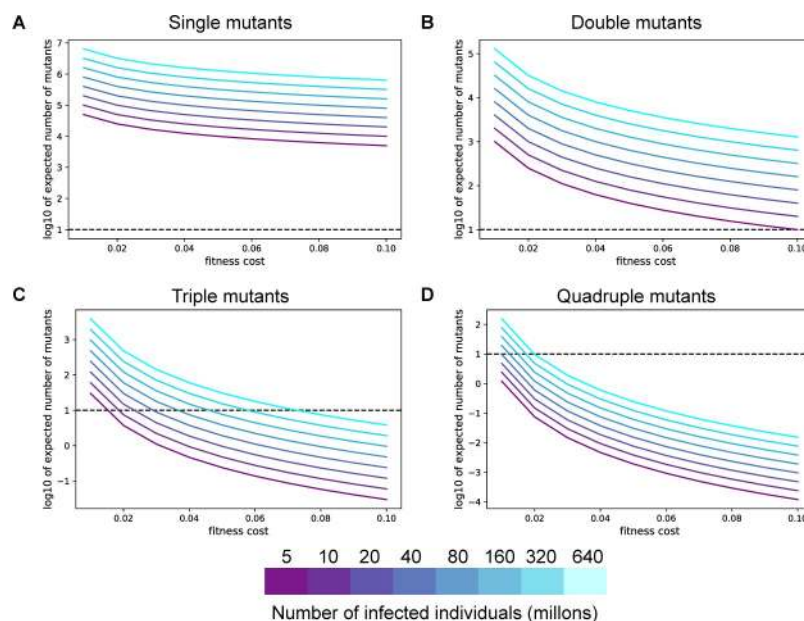 A Single mutants
B Double mutants
log10 of expected number of mutants
7
6
5
4
3
2
1
0.02 0.04 0.06 0.08 0.10
fitness cost
log10 of expected number of mutants
5
4
3
2
1
0.02 0.04 0.06 0.08 0.10
fitness cost
C Triple mutants
D Quadruple mutants
log10 of expected number of mutants
3
2
1
0
−1
0.02 0.04 0.06 0.08 0.10
fitness cost
log10 of expected number of mutants
2
1
0
−1
−2
−3
−4
0.02 0.04 0.06 0.08 0.10
fitness cost
5 10 20 40 80 160 320 640
Number of infected individuals (millons)